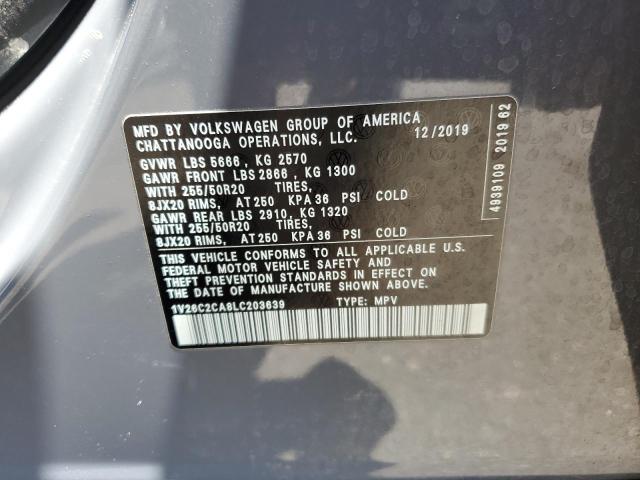 MFD BY VOLKSWAGEN GROUP OF AMERICA
CHATTANOOGA OPERATIONS, LLC. 12/2019
GVWR LBS 5666 , KG 2570
GAWR FRONT LBS 2866 , KG 1300
WITH 255/50R20 TIRES,
8JX20 RIMS, AT 250 KPA 36 PSI COLD
GAWR REAR LBS 2910, KG 1320
WITH 255/50R20 TIRES,
8JX20 RIMS, AT 250 KPA 36 PSI COLD
THIS VEHICLE CONFORMS TO ALL APPLICABLE U.S.
FEDERAL MOTOR VEHICLE SAFETY AND
THEFT PREVENTION STANDARDS IN EFFECT ON
THE DATE OF MANUFACTURE SHOWN ABOVE.
1V26C2CA8LC203639 TYPE: MPV
4939109 2019 62